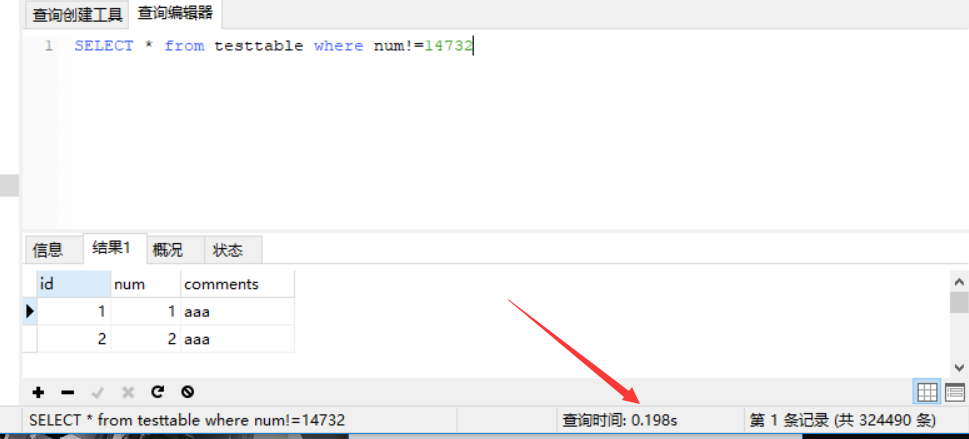 查询创建工具 查询编辑器
1 SELECT * from testtable where num!=14732
信息 结果1 概况 状态
id num comments
1 1 aaa
2 2 aaa
SELECT * from testtable where num!=14732 查询时间: 0.198s 第 1 条记录 (共 324490 条)